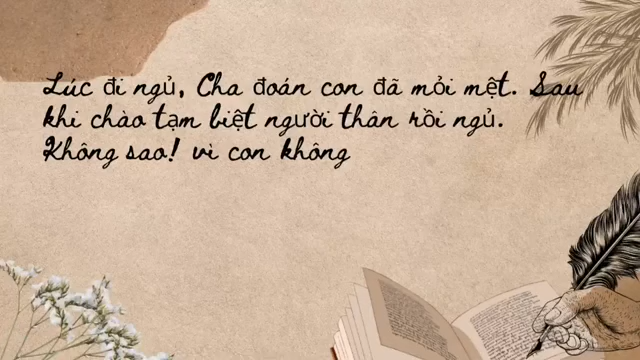 Lúc đi ngủ, Cha đoán con đã mỏi mệt. Sau
khi chào tạm biệt người thân rồi ngủ.
Không sao! vì con không